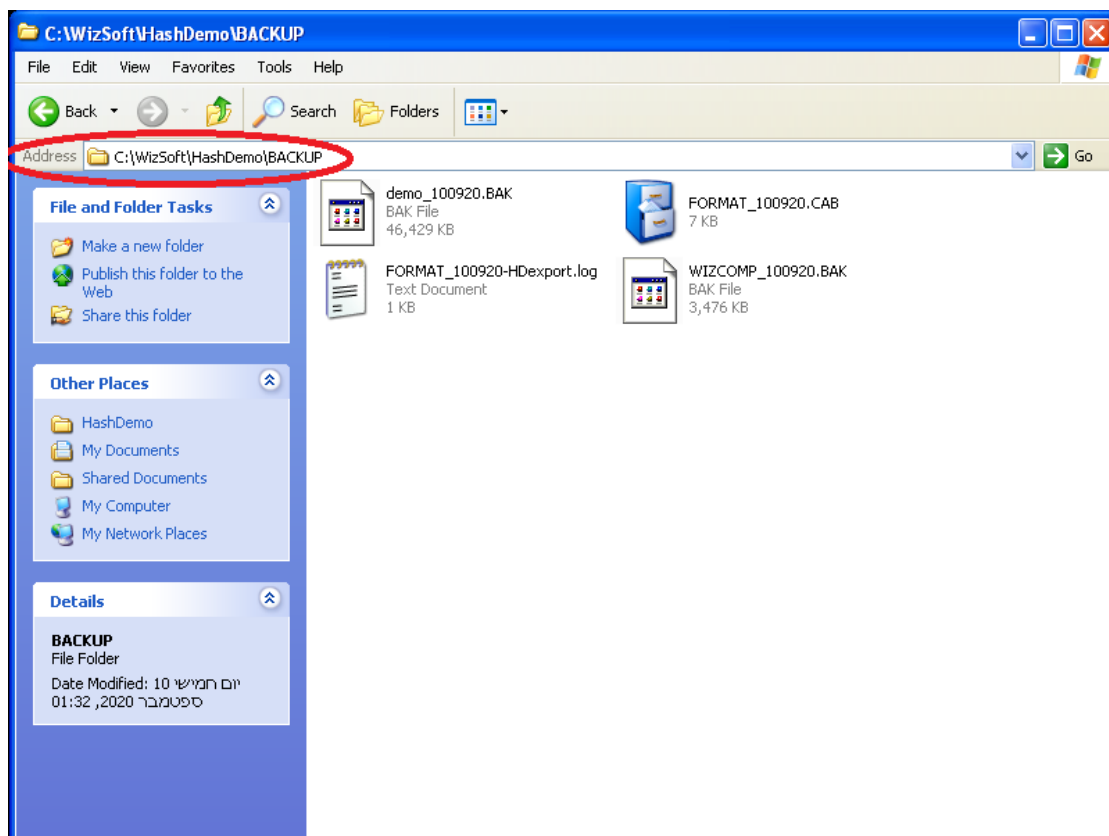 C:\WizSoft\HashDemo\BACKUP
File Edit View Favorites Tools Help
Back Search Folders
Address C:\WizSoft\HashDemo\BACKUP Go
File and Folder Tasks
Make a new folder
Publish this folder to the
Web
Share this folder
Other Places
HashDemo
My Documents
Shared Documents
My Computer
My Network Places
Details
BACKUP
File Folder
Date Modified: יום חמישי 10
ספטמבר 2020, 01:32
demo_100920.BAK
BAK File
46,429 KB
FORMAT_100920.CAB
7 KB
FORMAT_100920-HDexport.log
Text Document
1 KB
WIZCOMP_100920.BAK
BAK File
3,476 KB